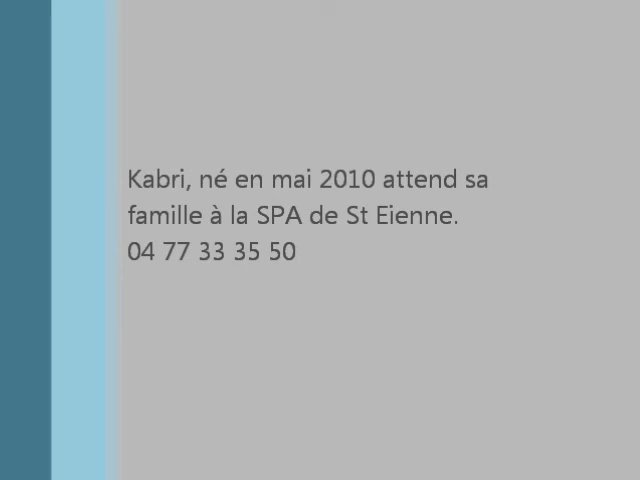 Kabri, né en mai 2010 attend sa
famille à la SPA de St Eienne.
04 77 33 35 50